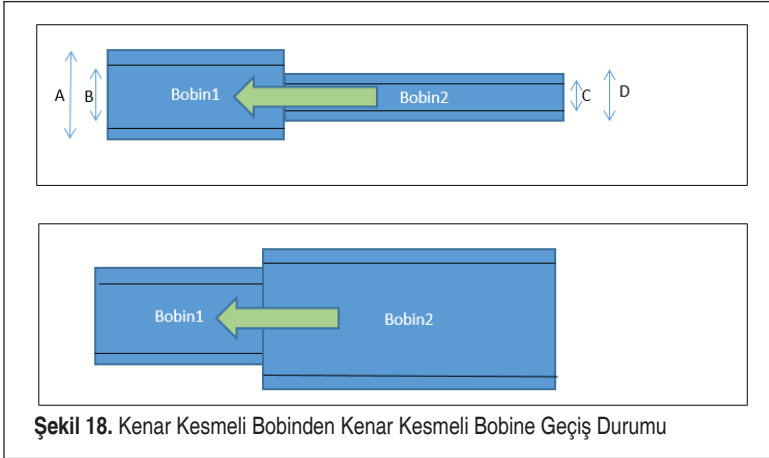 A B Bobin1 Bobin2 C D
Bobin1 Bobin2
Şekil 18. Kenar Kesmeli Bobinden Kenar Kesmeli Bobine Geçiş Durumu